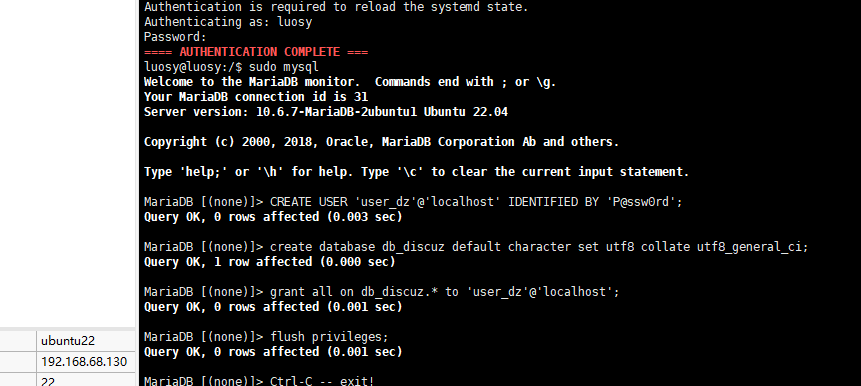 Authentication is required to reload the systemd state.
Authenticating as: luosy
Password:
==== AUTHENTICATION COMPLETE ===
luosy@luosy:/$ sudo mysql
Welcome to the MariaDB monitor.  Commands end with ; or \g.
Your MariaDB connection id is 31
Server version: 10.6.7-MariaDB-2ubuntu1 Ubuntu 22.04

Copyright (c) 2000, 2018, Oracle, MariaDB Corporation Ab and others.

Type 'help;' or '\h' for help. Type '\c' to clear the current input statement.

MariaDB [(none)]> CREATE USER 'user_dz'@'localhost' IDENTIFIED BY 'P@ssw0rd';
Query OK, 0 rows affected (0.003 sec)

MariaDB [(none)]> create database db_discuz default character set utf8 collate utf8_general_ci;
Query OK, 1 row affected (0.000 sec)

MariaDB [(none)]> grant all on db_discuz.* to 'user_dz'@'localhost';
Query OK, 0 rows affected (0.001 sec)

MariaDB [(none)]> flush privileges;
Query OK, 0 rows affected (0.001 sec)

MariaDB [(none)]> Ctrl-C -- exit!
ubuntu22
192.168.68.130
22